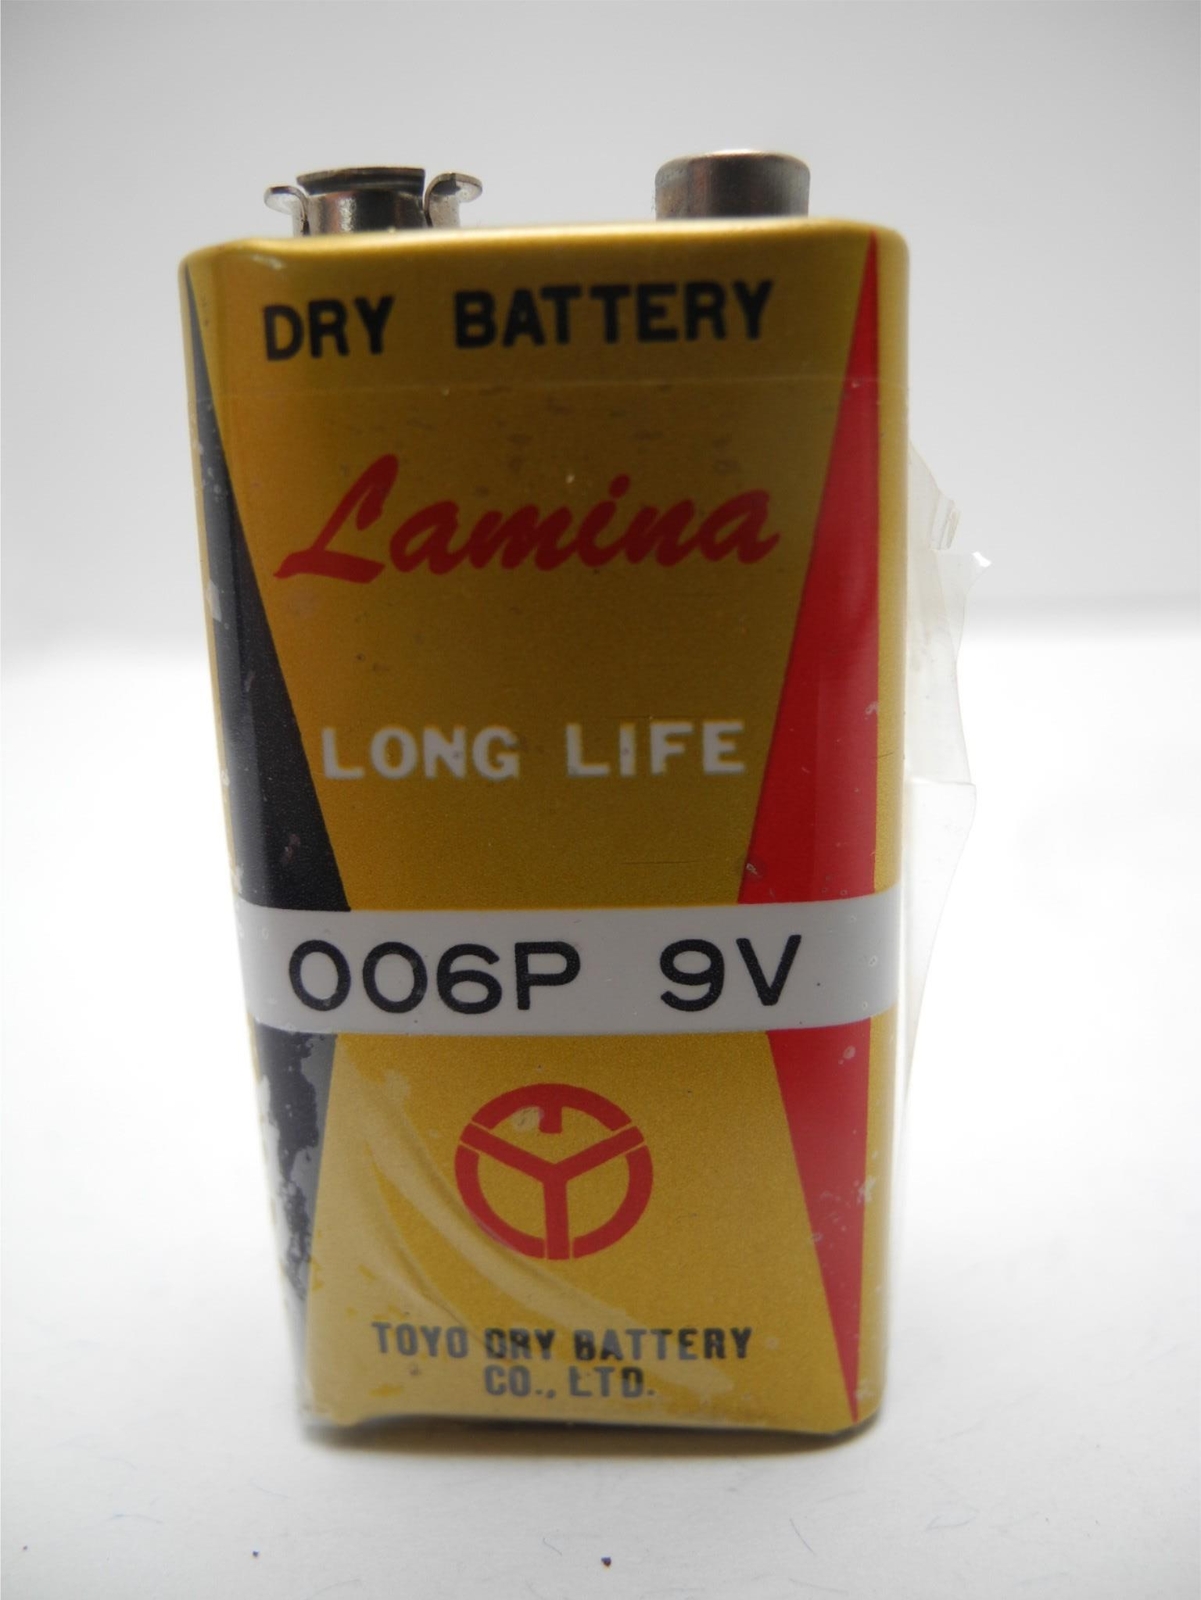 DRY BATTERY
Lamina
LONG LIFE
006P 9V
TOYO DRY BATTERY
CO., LTD.